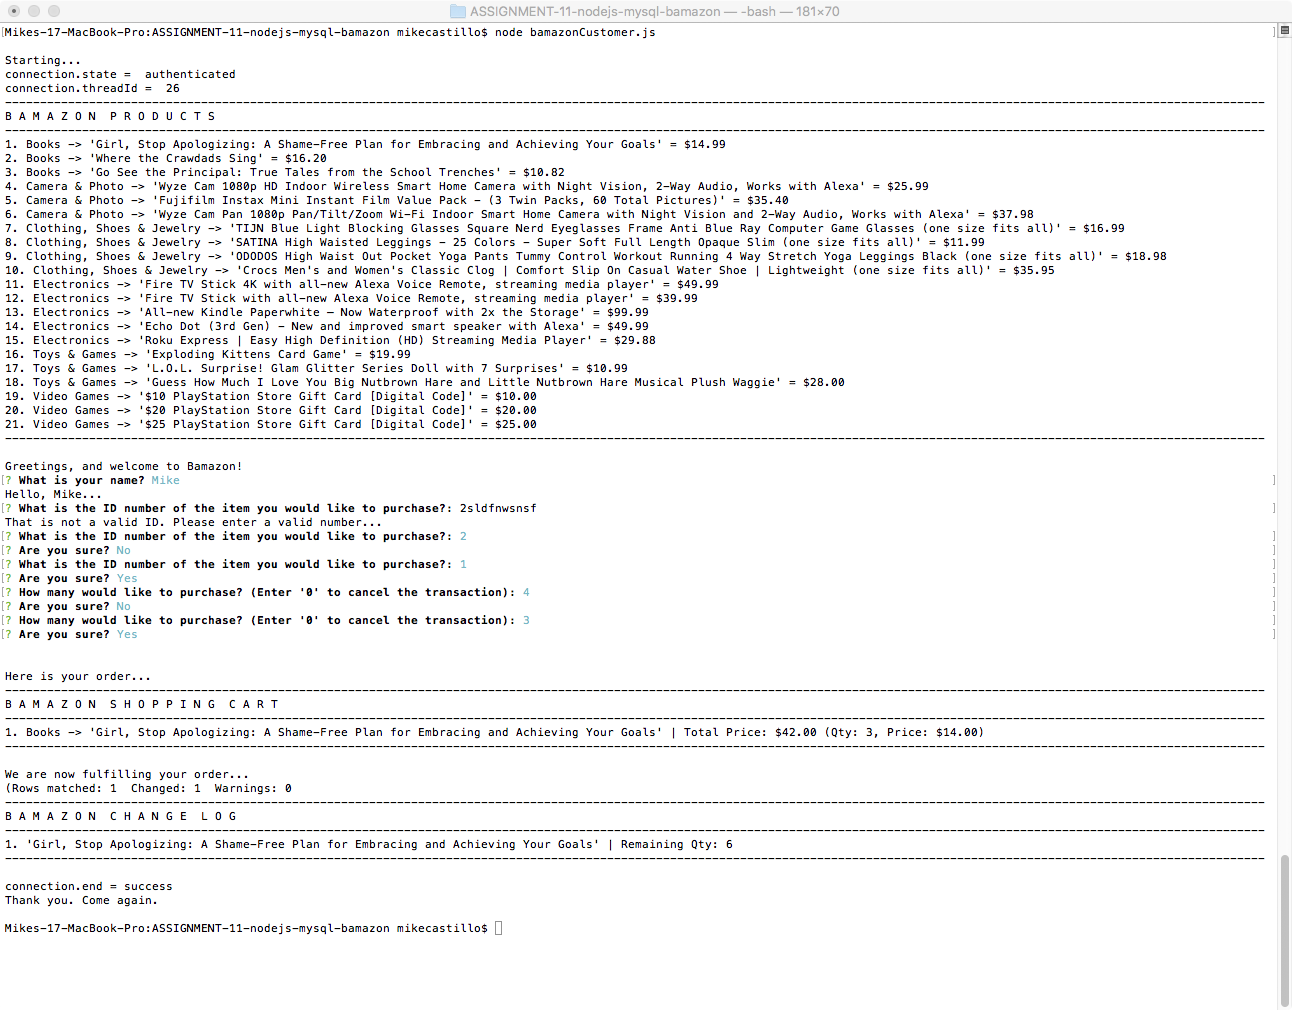 ASSIGNMENT-11-nodejs-mysql-bamazon — -bash — 181×70
Mikes-17-MacBook-Pro:ASSIGNMENT-11-nodejs-mysql-bamazon mikecastillo$ node bamazonCustomer.js
Starting...
connection.state =  authenticated
connection.threadId =  26
B A M A Z O N  P R O D U C T S
1. Books -> 'Girl, Stop Apologizing: A Shame-Free Plan for Embracing and Achieving Your Goals' = $14.99
2. Books -> 'Where the Crawdads Sing' = $16.20
3. Books -> 'Go See the Principal: True Tales from the School Trenches' = $10.82
4. Camera & Photo -> 'Wyze Cam 1080p HD Indoor Wireless Smart Home Camera with Night Vision, 2-Way Audio, Works with Alexa' = $25.99
5. Camera & Photo -> 'Fujifilm Instax Mini Instant Film Value Pack - (3 Twin Packs, 60 Total Pictures)' = $35.40
6. Camera & Photo -> 'Wyze Cam Pan 1080p Pan/Tilt/Zoom Wi-Fi Indoor Smart Home Camera with Night Vision and 2-Way Audio, Works with Alexa' = $37.98
7. Clothing, Shoes & Jewelry -> 'TIJN Blue Light Blocking Glasses Square Nerd Eyeglasses Frame Anti Blue Ray Computer Game Glasses (one size fits all)' = $16.99
8. Clothing, Shoes & Jewelry -> 'SATINA High Waisted Leggings - 25 Colors - Super Soft Full Length Opaque Slim (one size fits all)' = $11.99
9. Clothing, Shoes & Jewelry -> 'ODODOS High Waist Out Pocket Yoga Pants Tummy Control Workout Running 4 Way Stretch Yoga Leggings Black (one size fits all)' = $18.98
10. Clothing, Shoes & Jewelry -> 'Crocs Men's and Women's Classic Clog | Comfort Slip On Casual Water Shoe | Lightweight (one size fits all)' = $35.95
11. Electronics -> 'Fire TV Stick 4K with all-new Alexa Voice Remote, streaming media player' = $49.99
12. Electronics -> 'Fire TV Stick with all-new Alexa Voice Remote, streaming media player' = $39.99
13. Electronics -> 'All-new Kindle Paperwhite – Now Waterproof with 2x the Storage' = $99.99
14. Electronics -> 'Echo Dot (3rd Gen) - New and improved smart speaker with Alexa' = $49.99
15. Electronics -> 'Roku Express | Easy High Definition (HD) Streaming Media Player' = $29.88
16. Toys & Games -> 'Exploding Kittens Card Game' = $19.99
17. Toys & Games -> 'L.O.L. Surprise! Glam Glitter Series Doll with 7 Surprises' = $10.99
18. Toys & Games -> 'Guess How Much I Love You Big Nutbrown Hare and Little Nutbrown Hare Musical Plush Waggie' = $28.00
19. Video Games -> '$10 PlayStation Store Gift Card [Digital Code]' = $10.00
20. Video Games -> '$20 PlayStation Store Gift Card [Digital Code]' = $20.00
21. Video Games -> '$25 PlayStation Store Gift Card [Digital Code]' = $25.00
Greetings, and welcome to Bamazon!
? What is your name? Mike
Hello, Mike...
? What is the ID number of the item you would like to purchase?: 2sldfnwsnsf
That is not a valid ID. Please enter a valid number...
? What is the ID number of the item you would like to purchase?: 2
? Are you sure? No
? What is the ID number of the item you would like to purchase?: 1
? Are you sure? Yes
? How many would like to purchase? (Enter '0' to cancel the transaction): 4
? Are you sure? No
? How many would like to purchase? (Enter '0' to cancel the transaction): 3
? Are you sure? Yes
Here is your order...
B A M A Z O N  S H O P P I N G  C A R T
1. Books -> 'Girl, Stop Apologizing: A Shame-Free Plan for Embracing and Achieving Your Goals' | Total Price: $42.00 (Qty: 3, Price: $14.00)
We are now fulfilling your order...
(Rows matched: 1  Changed: 1  Warnings: 0
B A M A Z O N  C H A N G E  L O G
1. 'Girl, Stop Apologizing: A Shame-Free Plan for Embracing and Achieving Your Goals' | Remaining Qty: 6
connection.end = success
Thank you. Come again.
Mikes-17-MacBook-Pro:ASSIGNMENT-11-nodejs-mysql-bamazon mikecastillo$